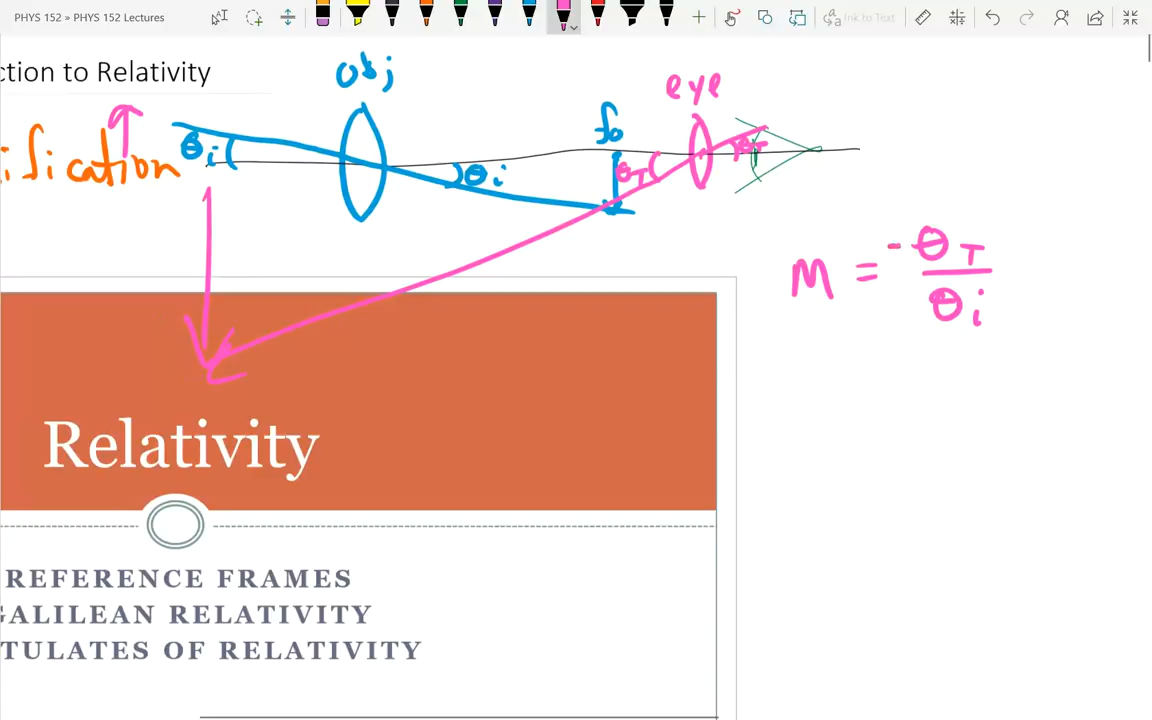 PHYS 152 » PHYS 152 Lectures
Ink to Text
ction to Relativity
obj
eye
fo
ification
θi
θi
θT
θT
M = -θT/θi
Relativity
REFERENCE FRAMES
GALILEAN RELATIVITY
TULATES OF RELATIVITY